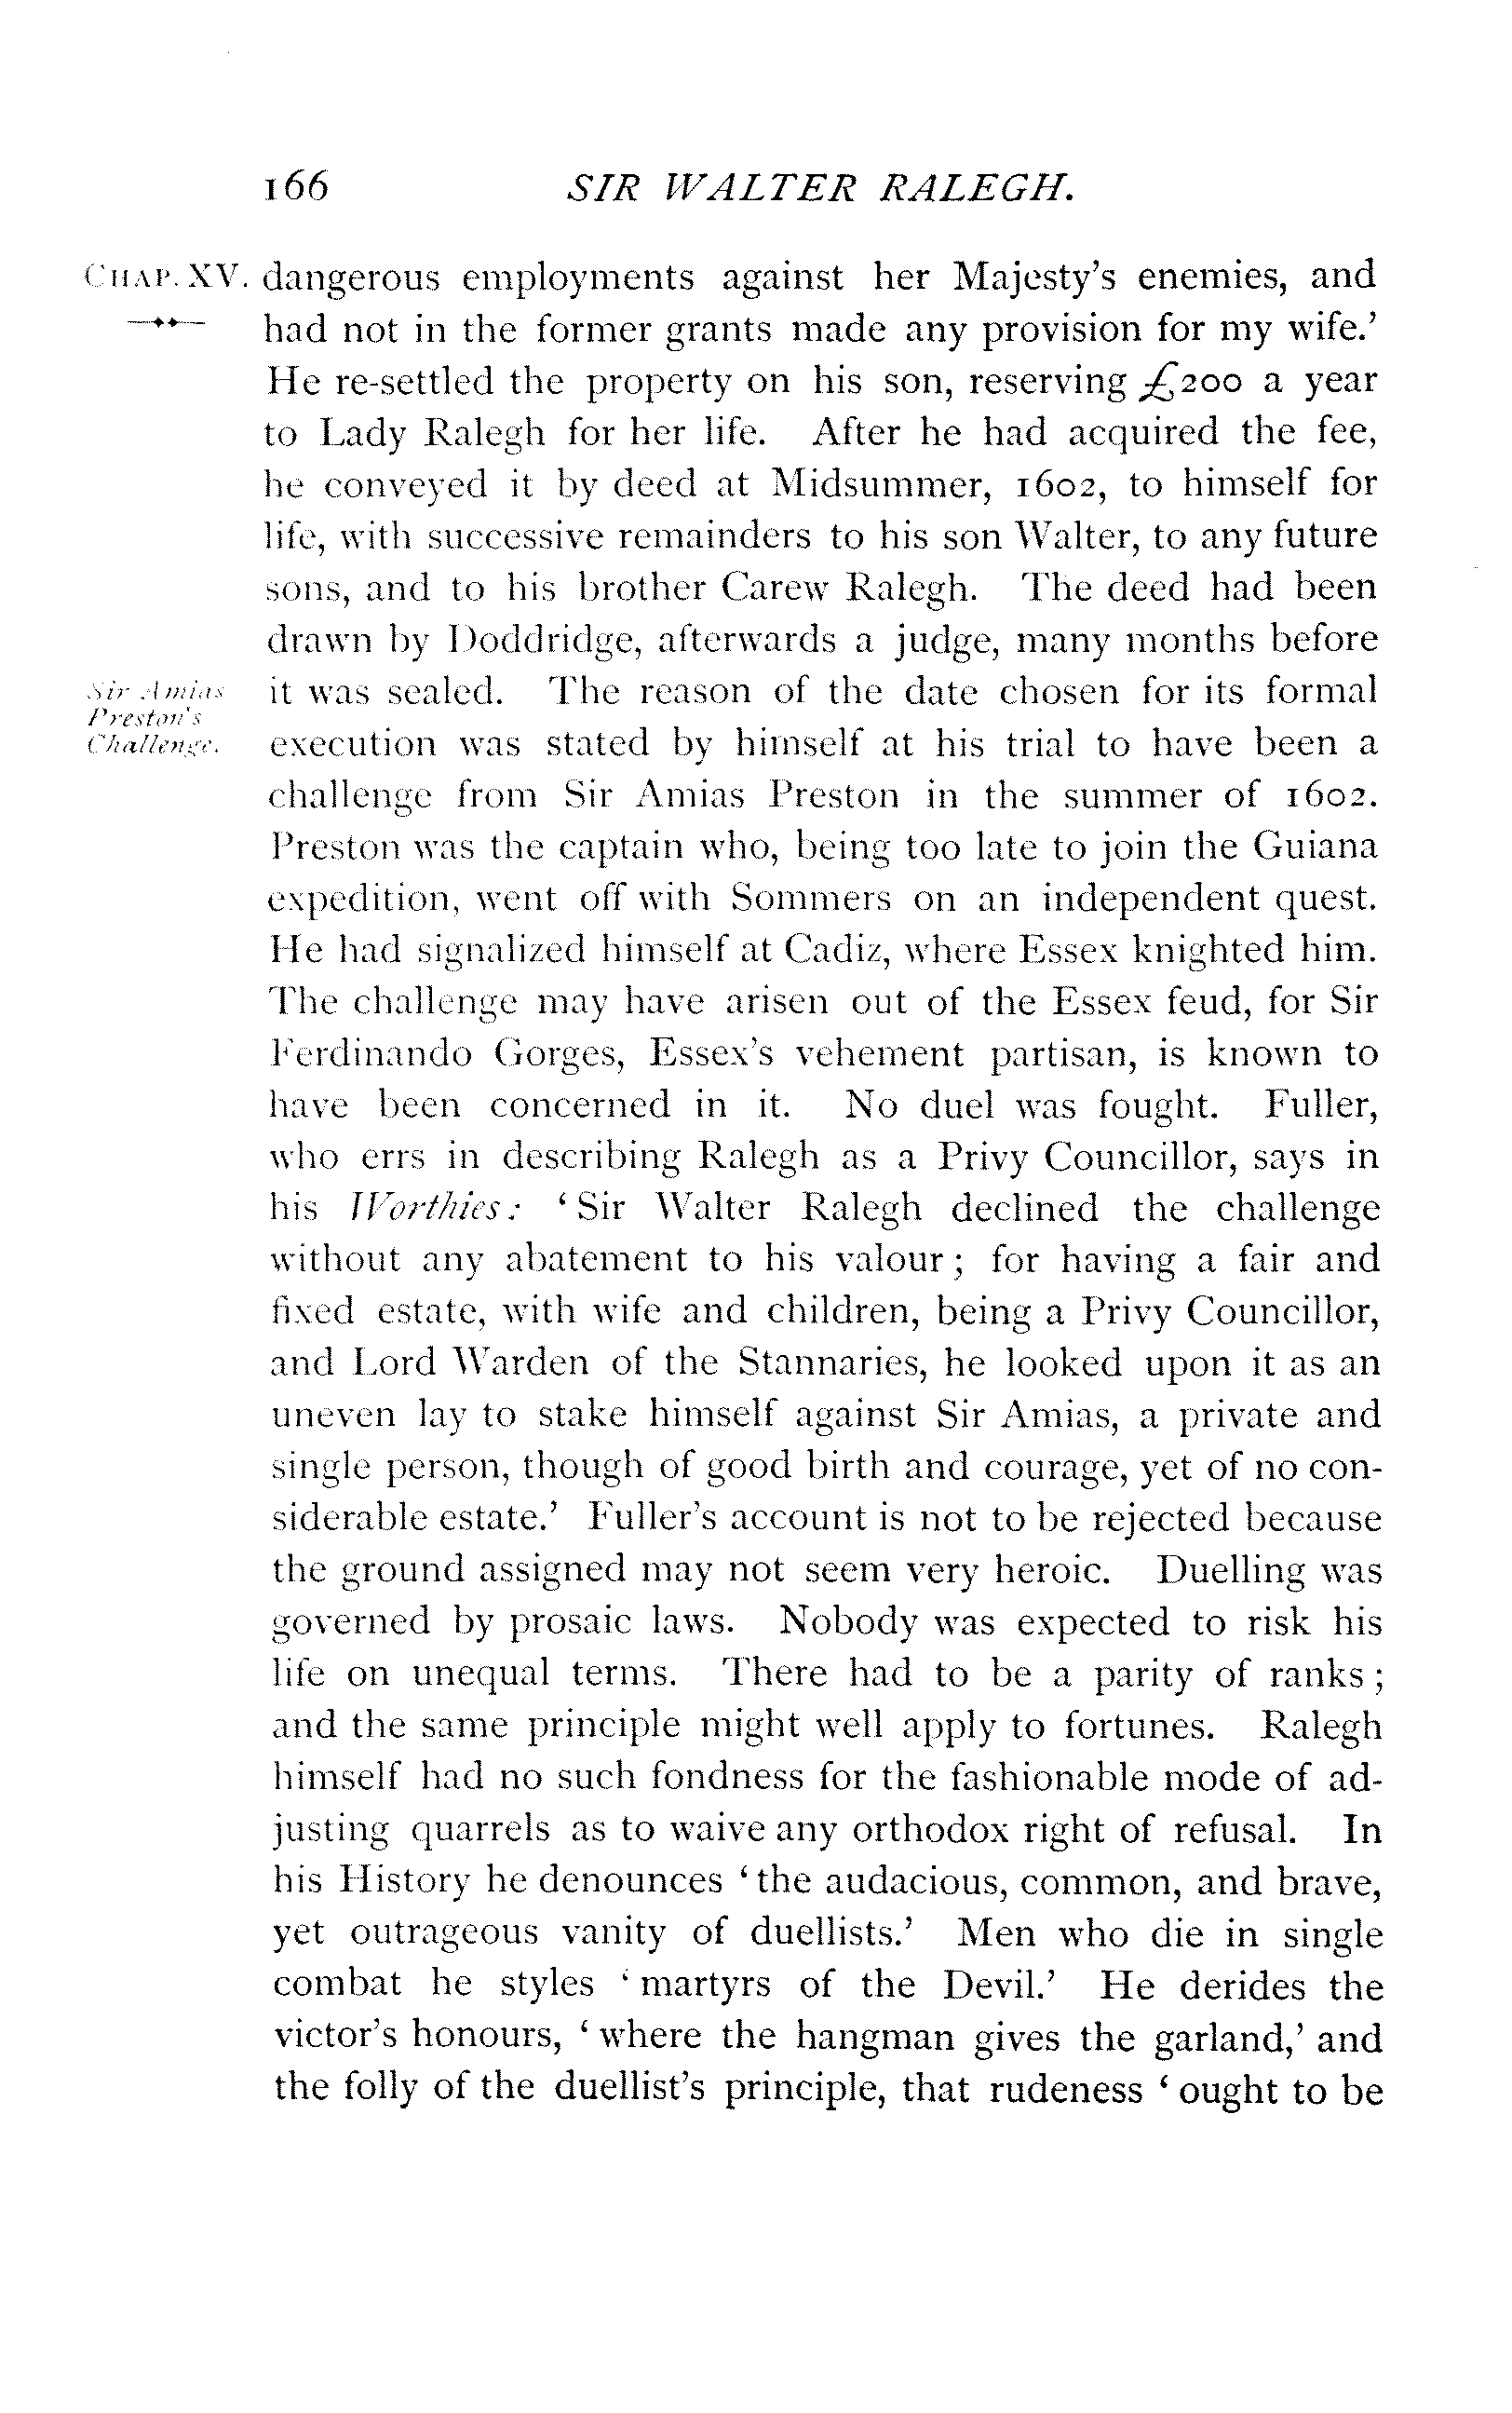 166 SIR WALTER RALEGH.
CHAP. XV. dangerous employments against her Majesty's enemies, and
had not in the former grants made any provision for my wife.'
He re-settled the property on his son, reserving £200 a year
to Lady Ralegh for her life. After he had acquired the fee,
he conveyed it by deed at Midsummer, 1602, to himself for
life, with successive remainders to his son Walter, to any future
sons, and to his brother Carew Ralegh. The deed had been
drawn by Doddridge, afterwards a judge, many months before
Sir Amias
Preston's
Challenge.
it was sealed. The reason of the date chosen for its formal
execution was stated by himself at his trial to have been a
challenge from Sir Amias Preston in the summer of 1602.
Preston was the captain who, being too late to join the Guiana
expedition, went off with Sommers on an independent quest.
He had signalized himself at Cadiz, where Essex knighted him.
The challenge may have arisen out of the Essex feud, for Sir
Ferdinando Gorges, Essex's vehement partisan, is known to
have been concerned in it. No duel was fought. Fuller,
who errs in describing Ralegh as a Privy Councillor, says in
his Worthies: 'Sir Walter Ralegh declined the challenge
without any abatement to his valour; for having a fair and
fixed estate, with wife and children, being a Privy Councillor,
and Lord Warden of the Stannaries, he looked upon it as an
uneven lay to stake himself against Sir Amias, a private and
single person, though of good birth and courage, yet of no con-
siderable estate.' Fuller's account is not to be rejected because
the ground assigned may not seem very heroic. Duelling was
governed by prosaic laws. Nobody was expected to risk his
life on unequal terms. There had to be a parity of ranks;
and the same principle might well apply to fortunes. Ralegh
himself had no such fondness for the fashionable mode of ad-
justing quarrels as to waive any orthodox right of refusal. In
his History he denounces 'the audacious, common, and brave,
yet outrageous vanity of duellists.' Men who die in single
combat he styles 'martyrs of the Devil.' He derides the
victor's honours, 'where the hangman gives the garland,' and
the folly of the duellist's principle, that rudeness 'ought to be